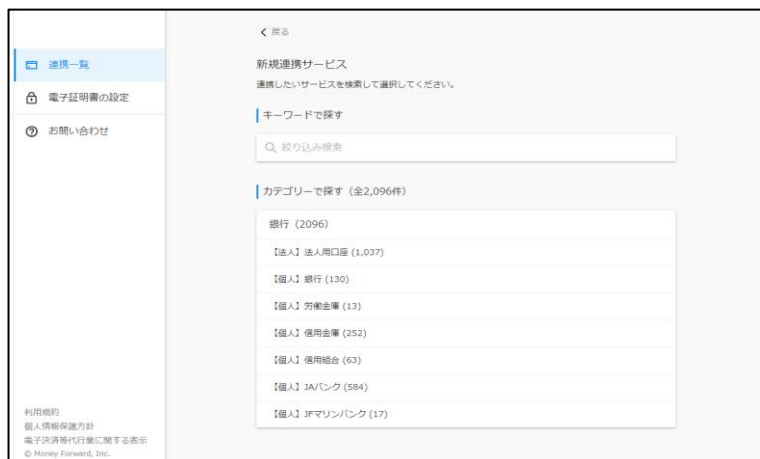 連携一覧
電子証明書の設定
お問い合わせ
利用規約
個人情報保護方針
電子決済等代行業に関する表示
© Money Forward, Inc.
戻る
新規連携サービス
連携したいサービスを検索して選択してください。
キーワードで探す
絞り込み検索
カテゴリーで探す（全2,096件）
銀行（2096）
【法人】法人用口座 (1,037)
【個人】銀行 (130)
【個人】労働金庫 (13)
【個人】信用金庫 (252)
【個人】信用組合 (63)
【個人】JAバンク (584)
【個人】JFマリンバンク (17)